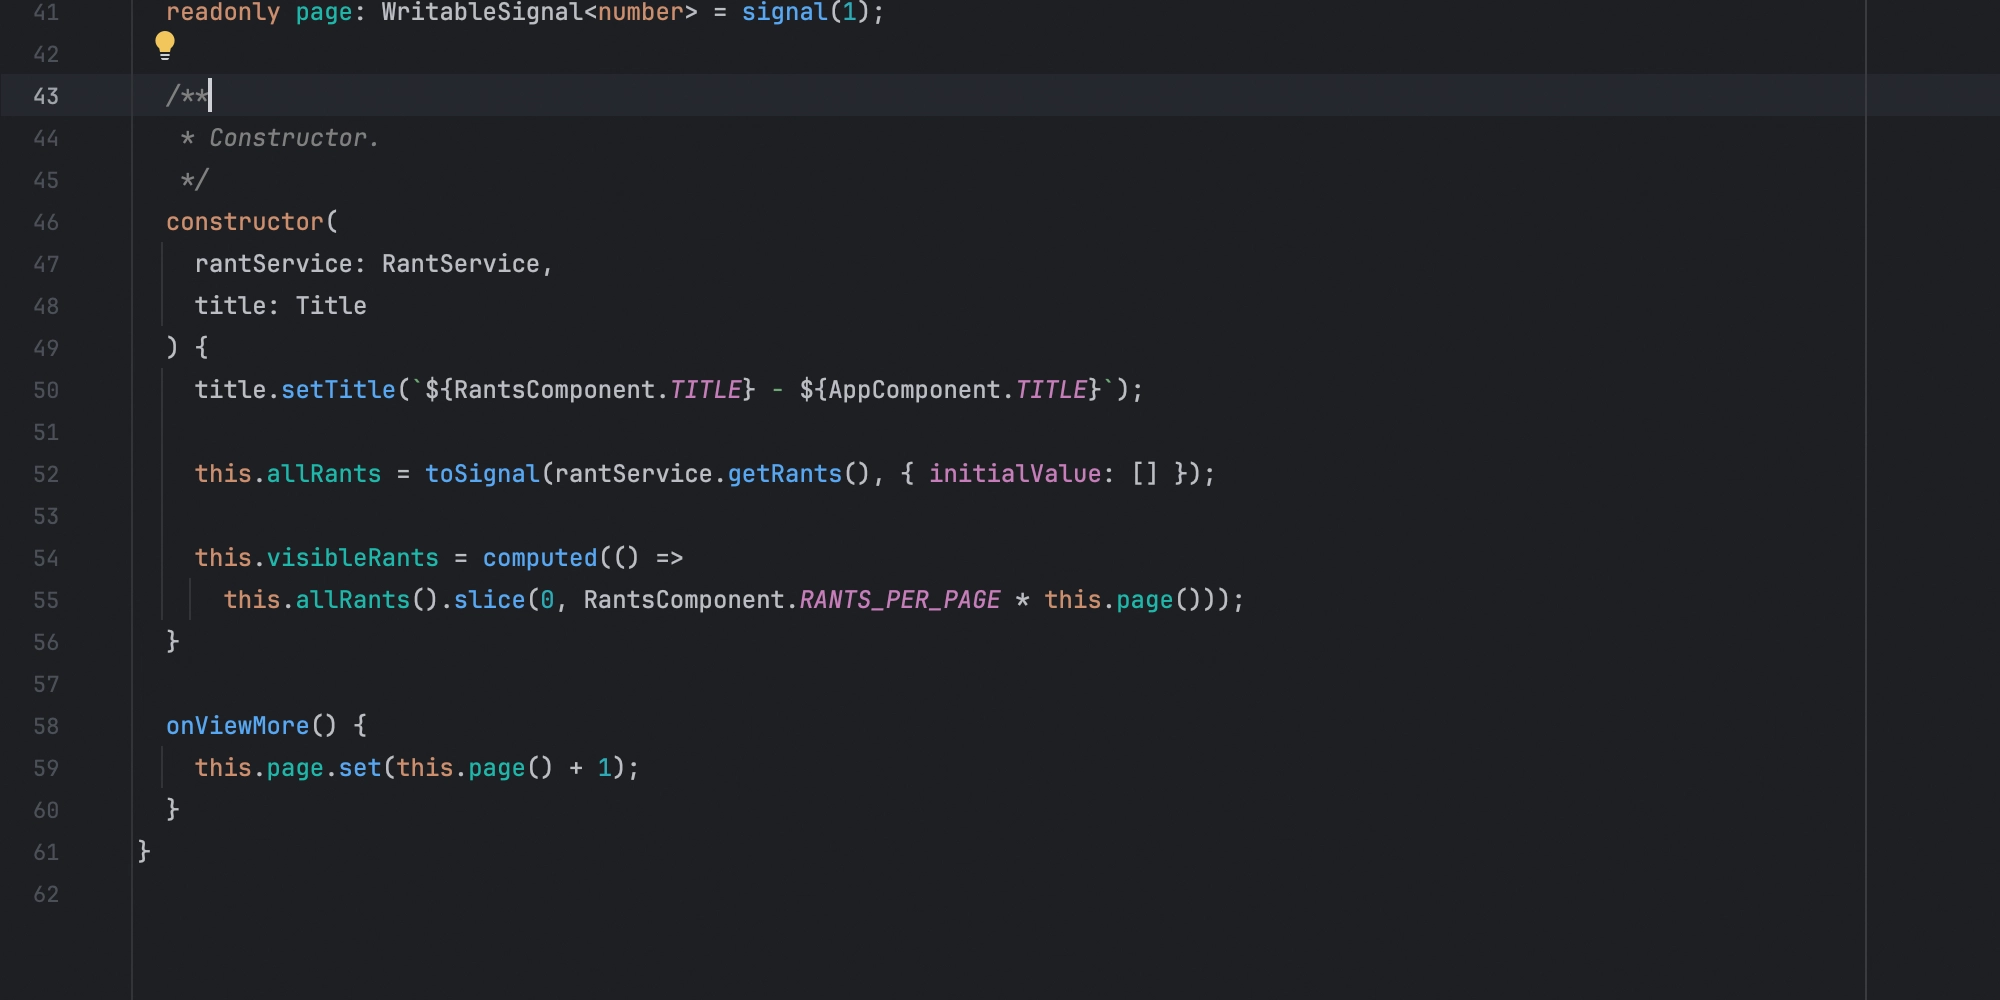 41 readonly page: WritableSignal<number> = signal(1);
42
43 /**
44 * Constructor.
45 */
46 constructor(
47 rantService: RantService,
48 title: Title
49 ) {
50 title.setTitle(`${RantsComponent.TITLE} - ${AppComponent.TITLE}`);
51
52 this.allRants = toSignal(rantService.getRants(), { initialValue: [] });
53
54 this.visibleRants = computed(() =>
55 this.allRants().slice(0, RantsComponent.RANTS_PER_PAGE * this.page()));
56 }
57
58 onViewMore() {
59 this.page.set(this.page() + 1);
60 }
61 }
62